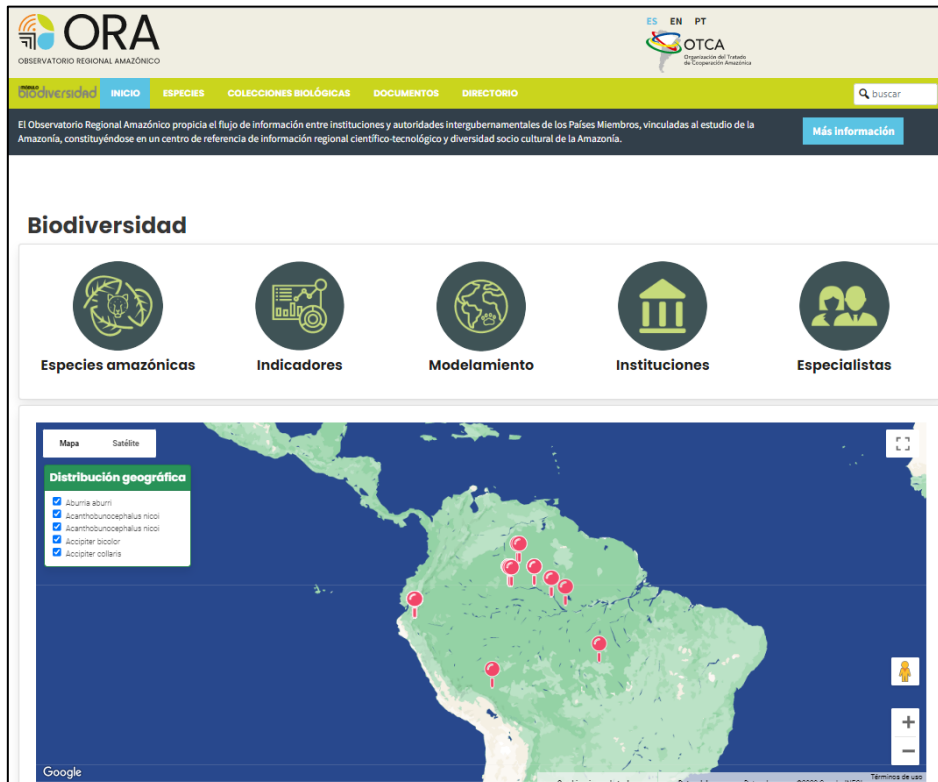 ORA
OBSERVATORIO REGIONAL AMAZÓNICO
ES EN PT
OTCA
Organización del Tratado
de Cooperación Amazónica
MÓDULO
biodiversidad INICIO ESPECIES COLECCIONES BIOLÓGICAS DOCUMENTOS DIRECTORIO buscar
El Observatorio Regional Amazónico propicia el flujo de información entre instituciones y autoridades intergubernamentales de los Países Miembros, vinculadas al estudio de la
Amazonía, constituyéndose en un centro de referencia de información regional científico-tecnológico y diversidad socio cultural de la Amazonía.
Más información
Biodiversidad
Especies amazónicas Indicadores Modelamiento Instituciones Especialistas
Mapa Satélite
Distribución geográfica
Aburria aburri
Acanthobunocephalus nicoi
Acanthobunocephalus nicoi
Accipiter bicolor
Accipiter collaris
Google
Términos de uso